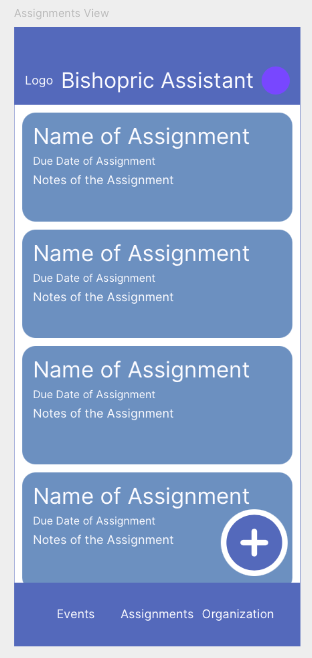 Assignments View
Logo Bishopric Assistant
Name of Assignment
Due Date of Assignment
Notes of the Assignment
Name of Assignment
Due Date of Assignment
Notes of the Assignment
Name of Assignment
Due Date of Assignment
Notes of the Assignment
Name of Assignment
Due Date of Assignment
Notes of the Assignment
Events Assignments Organization